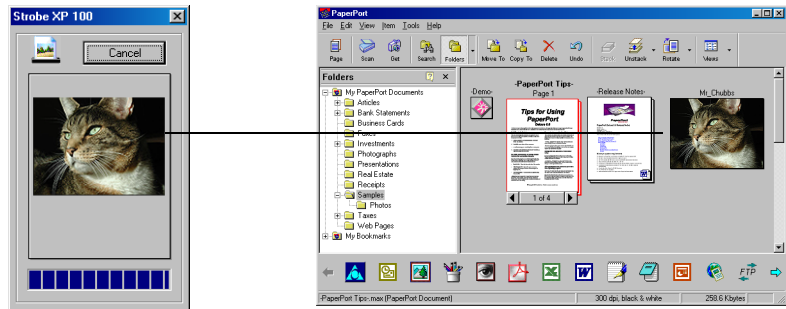 Strobe XP 100
Cancel
PaperPort
File Edit View Item Tools Help
Page Scan Get Search Folders Move To Copy To Delete Undo Stack Unstack Rotate Views
Folders
My PaperPort Documents
Articles
Bank Statements
Business Cards
Faxes
Investments
Photographs
Presentations
Real Estate
Receipts
Samples
Photos
Taxes
Web Pages
My Bookmarks
-Demo-
-PaperPort Tips-
Page 1
Tips for Using
PaperPort
1 of 4
-Release Notes-
PaperPort
Mr_Chubbs
FTP
-PaperPort Tips-.max (PaperPort Document)
300 dpi, black & white
258.6 Kbytes